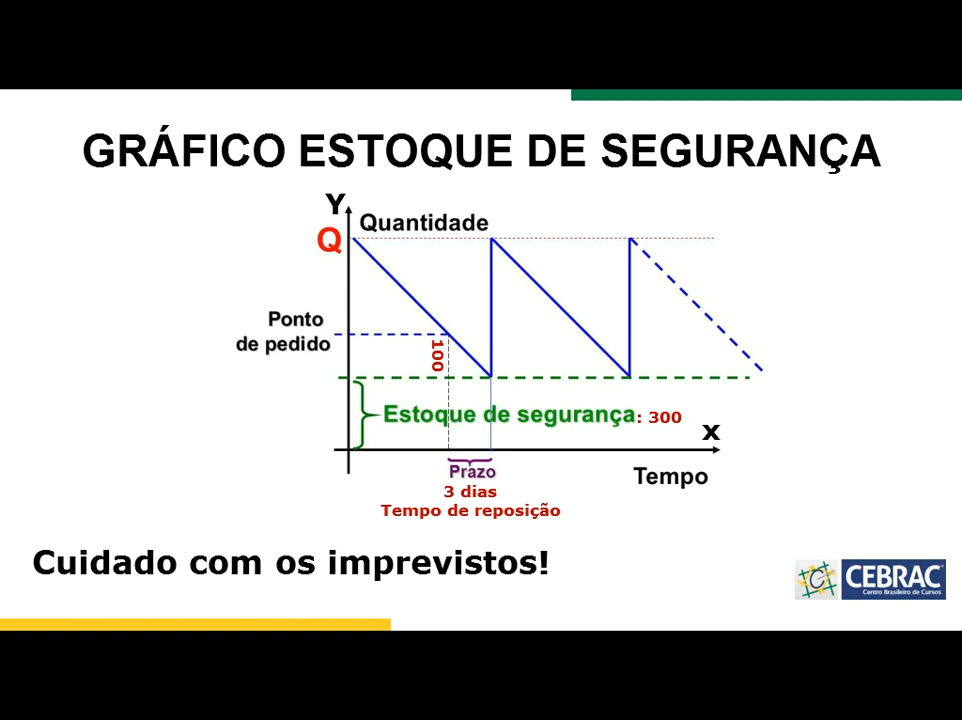 GRÁFICO ESTOQUE DE SEGURANÇA
Y
Quantidade
Q
Ponto
de pedido
100
Estoque de segurança: 300
x
Prazo
Tempo
3 dias
Tempo de reposição
Cuidado com os imprevistos!
C
CEBRAC
Centro Brasileiro de Cursos